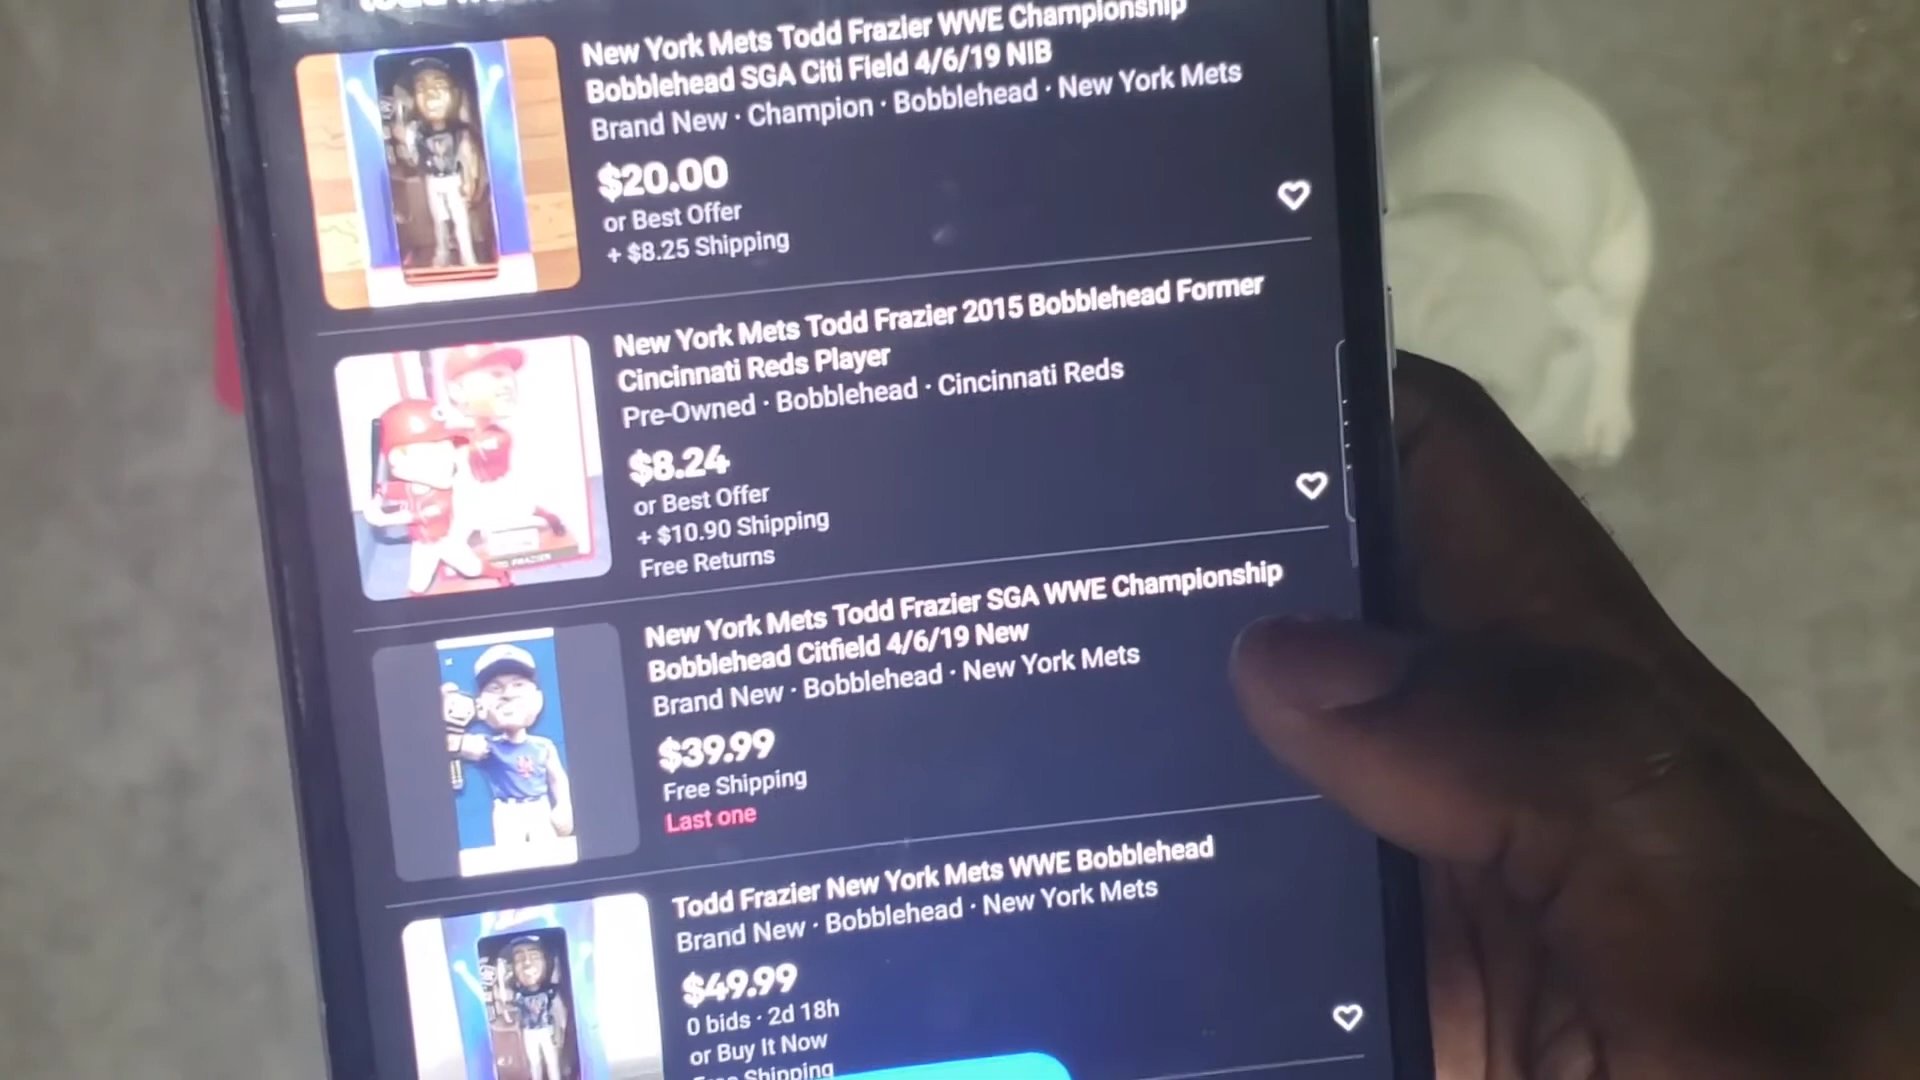 New York Mets Todd Frazier WWE Championship
Bobblehead SGA Citi Field 4/6/19 NIB
Brand New · Champion · Bobblehead · New York Mets
$20.00
or Best Offer
+ $8.25 Shipping
New York Mets Todd Frazier 2015 Bobblehead Former
Cincinnati Reds Player
Pre-Owned · Bobblehead · Cincinnati Reds
$8.24
or Best Offer
+ $10.90 Shipping
Free Returns
New York Mets Todd Frazier SGA WWE Championship
Bobblehead Citfield 4/6/19 New
Brand New · Bobblehead · New York Mets
$39.99
Free Shipping
Last one
Todd Frazier New York Mets WWE Bobblehead
Brand New · Bobblehead · New York Mets
$49.99
0 bids · 2d 18h
or Buy It Now
Free Shipping